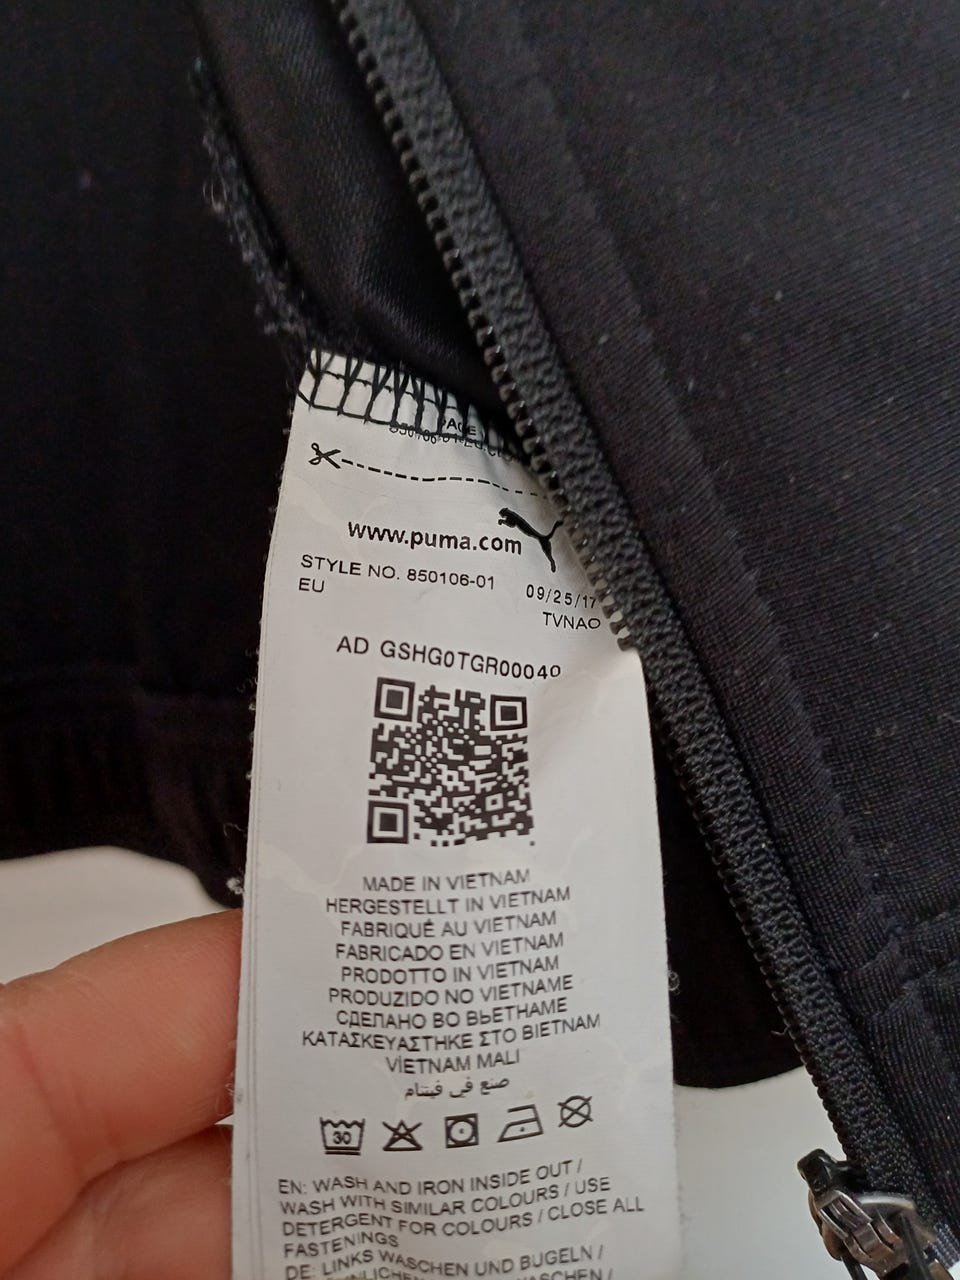 PAGE
www.puma.com
STYLE NO. 850106-01
EU
09/25/17
TVNAO
AD GSHG0TGR00040
MADE IN VIETNAM
HERGESTELLT IN VIETNAM
FABRIQUÉ AU VIETNAM
FABRICADO EN VIETNAM
PRODOTTO IN VIETNAM
PRODUZIDO NO VIETNAME
СДЕЛАНО ВО ВЬЕТНАМЕ
ΚΑΤΑΣΚΕΥΑΣΤΗΚΕ ΣΤΟ ΒΙΕΤΝΑΜ
VİETNAM MALI
صنع في فيتنام
30
EN: WASH AND IRON INSIDE OUT /
WASH WITH SIMILAR COLOURS / USE
DETERGENT FOR COLOURS / CLOSE ALL
FASTENINGS
DE: LINKS WASCHEN UND BÜGELN /
WASCHEN /